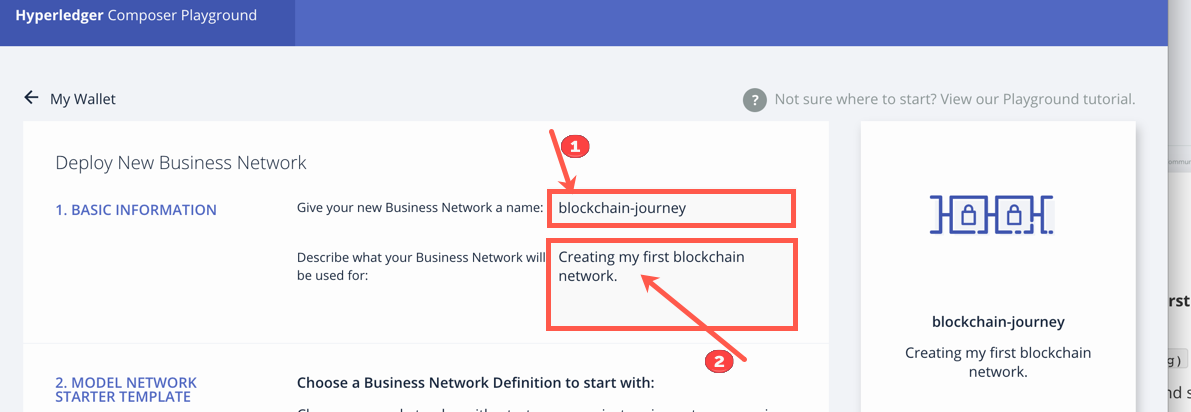 Hyperledger Composer Playground
My Wallet
? Not sure where to start? View our Playground tutorial.
1
Deploy New Business Network
1. BASIC INFORMATION
Give your new Business Network a name:
blockchain-journey
Describe what your Business Network will
be used for:
Creating my first blockchain
network.
2
blockchain-journey
Creating my first blockchain
network.
2. MODEL NETWORK
STARTER TEMPLATE
Choose a Business Network Definition to start with: